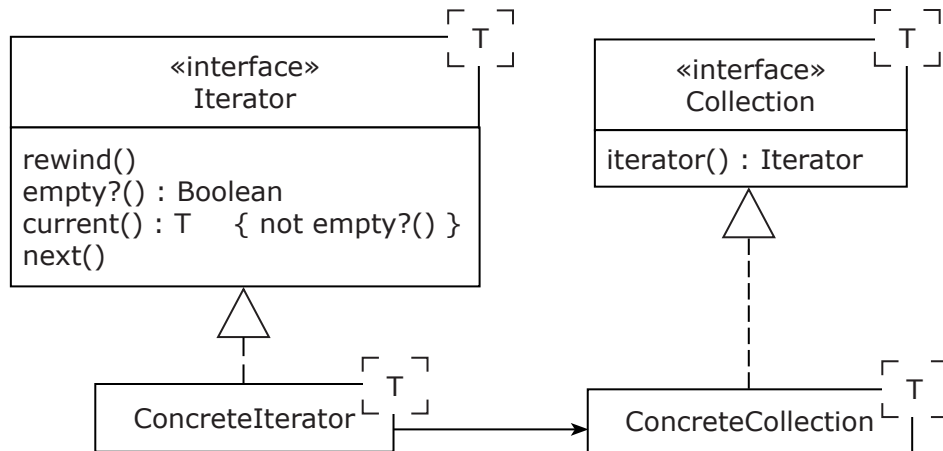 T
«interface»
Iterator
rewind()
empty?() : Boolean
current() : T { not empty?() }
next()
T
«interface»
Collection
iterator() : Iterator
T
ConcreteIterator
T
ConcreteCollection